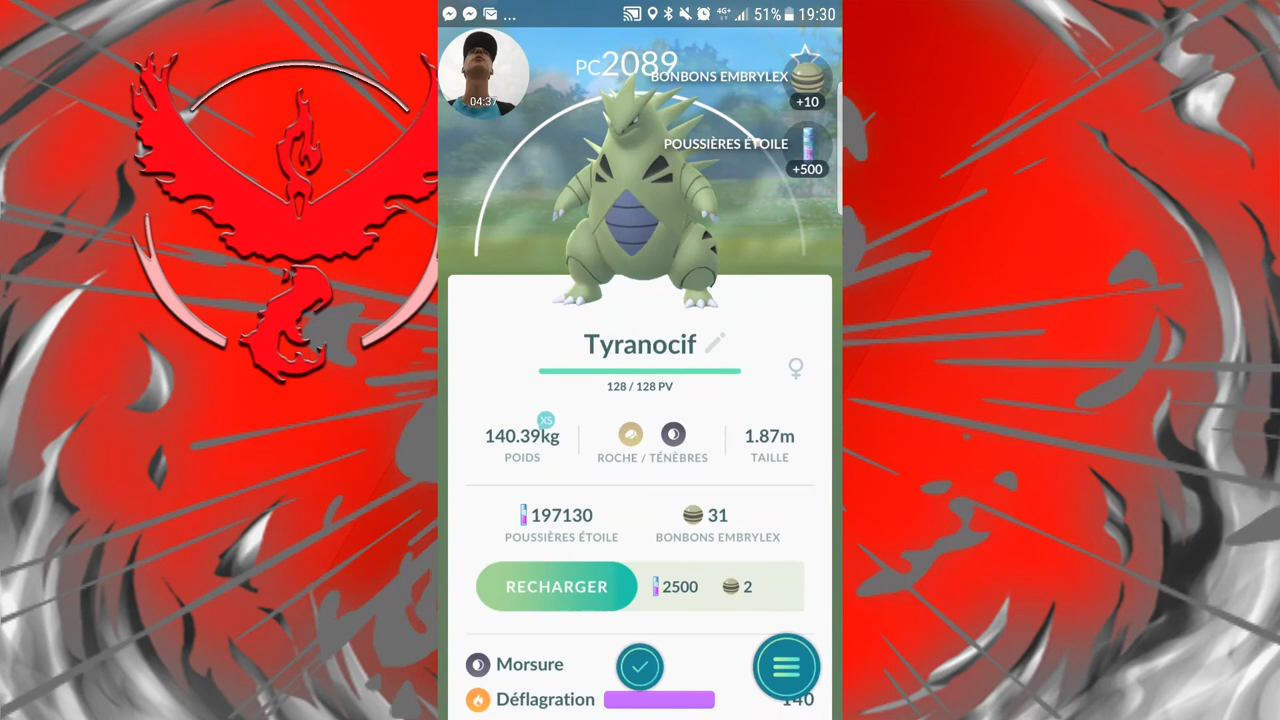 ... 4G+ 51% 19:30
04:37
PC2089
BONBONS EMBRYLEX
+10
POUSSIÈRES ÉTOILE
+500
Tyranocif
128 / 128 PV
XS
140.39kg
POIDS
ROCHE / TÉNÈBRES
1.87m
TAILLE
197130
POUSSIÈRES ÉTOILE
31
BONBONS EMBRYLEX
RECHARGER
2500
2
Morsure
Déflagration
140